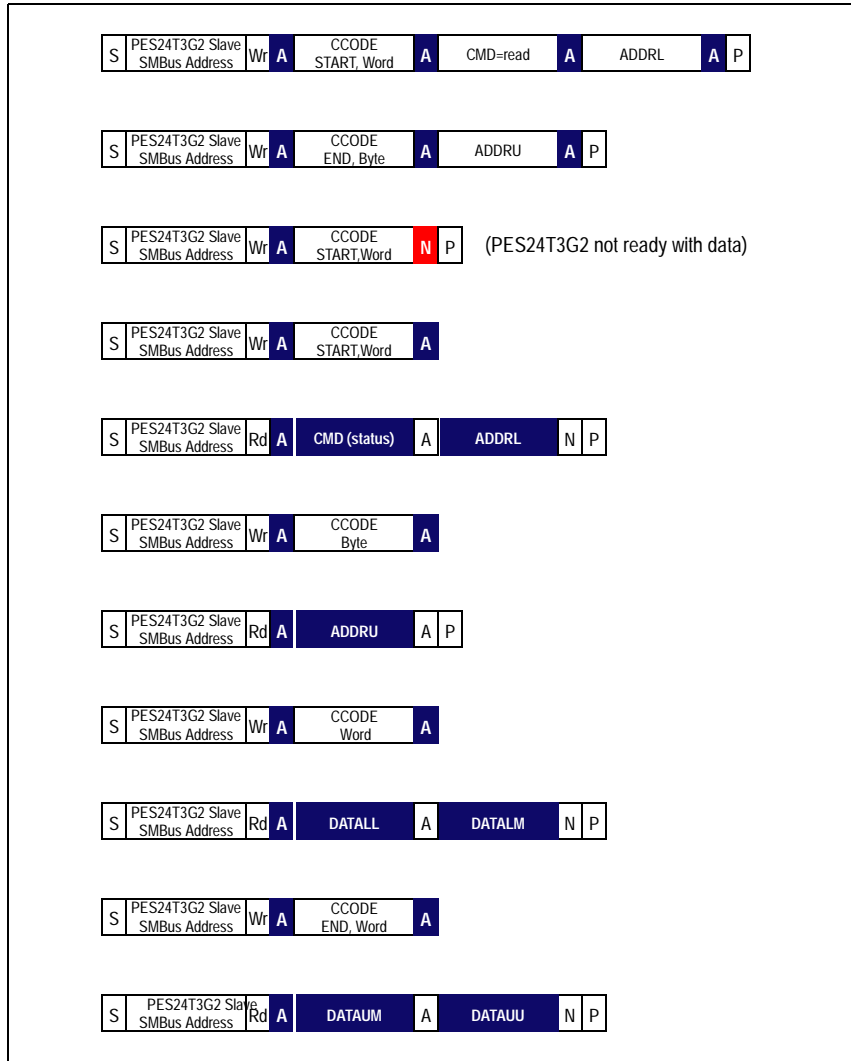 S PES24T3G2 Slave SMBus Address Wr A CCODE START, Word A CMD=read A ADDRL A P
S PES24T3G2 Slave SMBus Address Wr A CCODE END, Byte A ADDRU A P
S PES24T3G2 Slave SMBus Address Wr A CCODE START,Word N P (PES24T3G2 not ready with data)
S PES24T3G2 Slave SMBus Address Wr A CCODE START,Word A
S PES24T3G2 Slave SMBus Address Rd A CMD (status) A ADDRL N P
S PES24T3G2 Slave SMBus Address Wr A CCODE Byte A
S PES24T3G2 Slave SMBus Address Rd A ADDRU A P
S PES24T3G2 Slave SMBus Address Wr A CCODE Word A
S PES24T3G2 Slave SMBus Address Rd A DATALL A DATALM N P
S PES24T3G2 Slave SMBus Address Wr A CCODE END, Word A
S PES24T3G2 Slave SMBus Address Rd A DATAUM A DATAUU N P